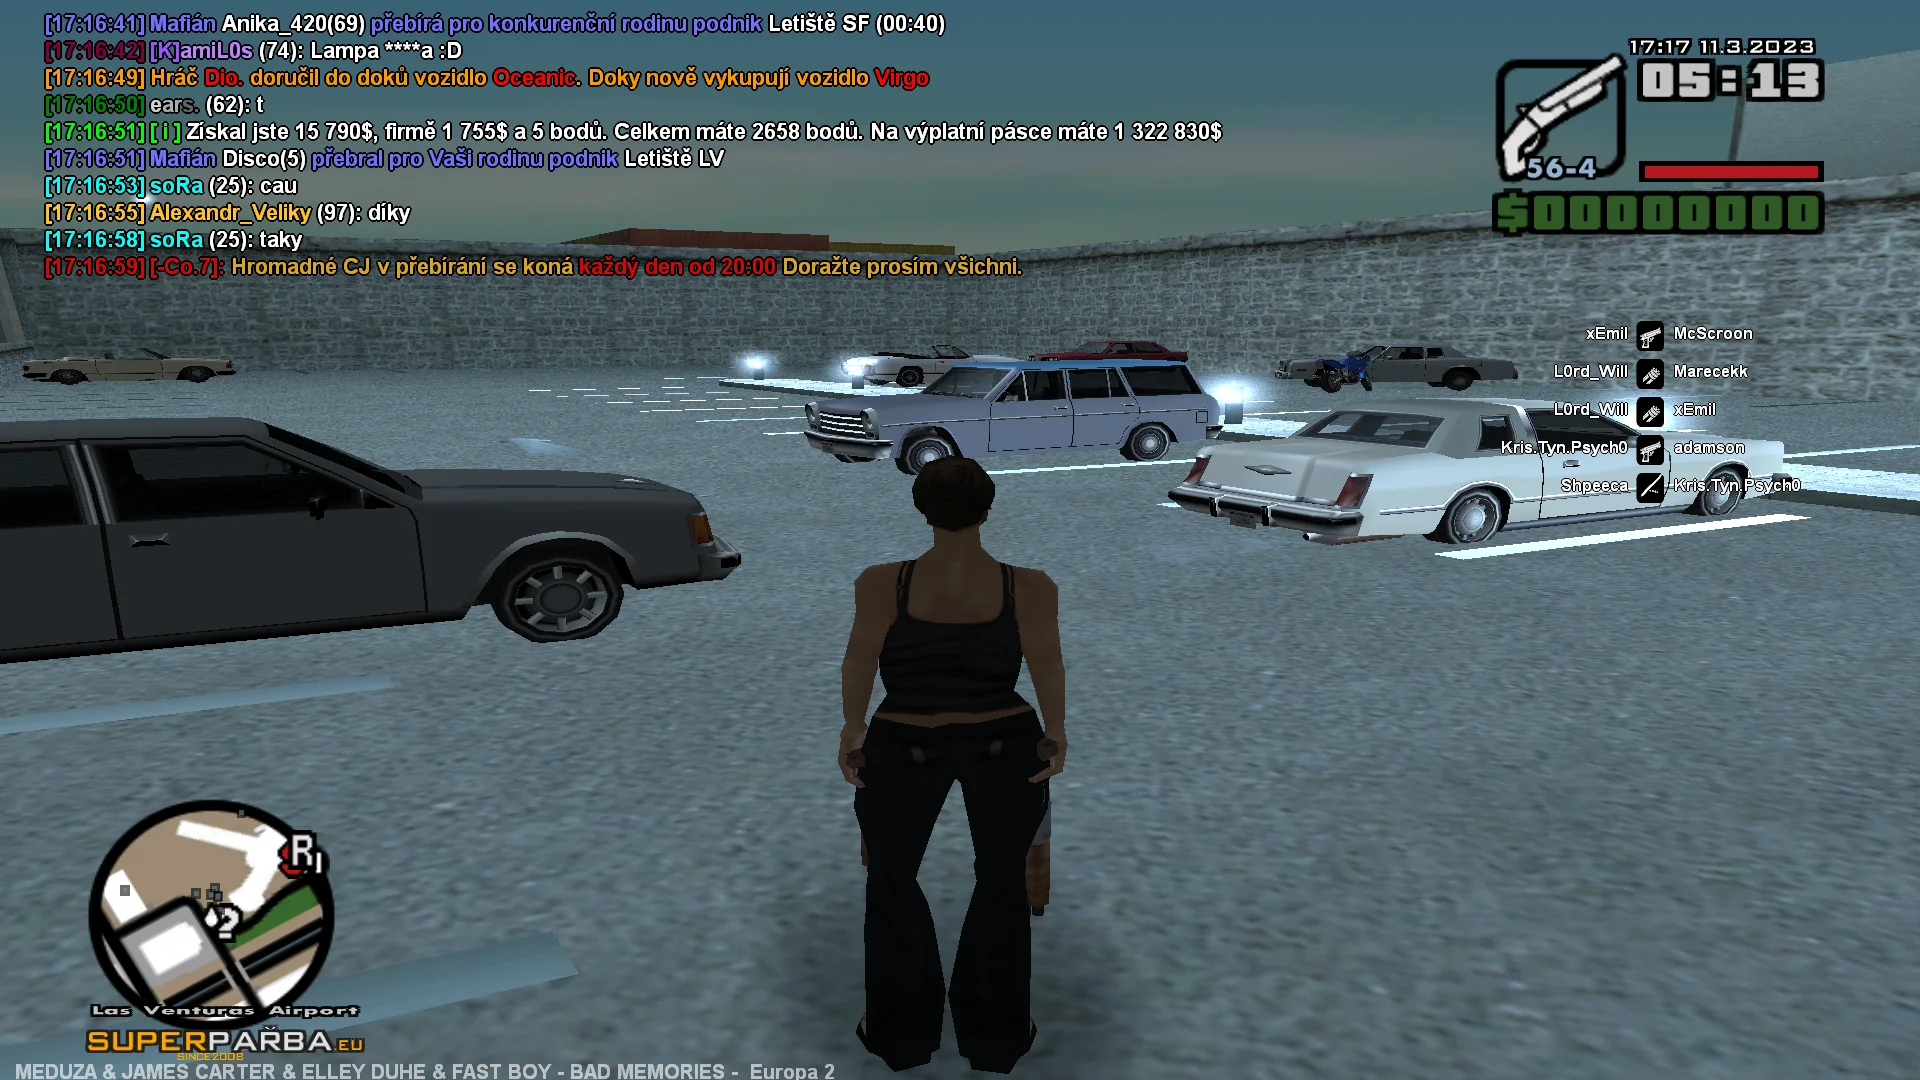 [17:16:41] Mafián Anika_420(69) přebírá pro konkurenční rodinu podnik Letiště SF (00:40)
[17:16:42] [K]amiL0s (74): Lampa ****a :D
[17:16:49] Hráč Dio. doručil do doků vozidlo Oceanic. Doky nově vykupují vozidlo Virgo
[17:16:50] ears. (62): t
[17:16:51] [ i ] Získal jste 15 790$, firmě 1 755$ a 5 bodů. Celkem máte 2658 bodů. Na výplatní pásce máte 1 322 830$
[17:16:51] Mafián Disco(5) přebral pro Vaši rodinu podnik Letiště LV
[17:16:53] soRa (25): cau
[17:16:55] Alexandr_Veliky (97): díky
[17:16:58] soRa (25): taky
[17:16:59] [-Co.7]: Hromadné CJ v přebírání se koná každý den od 20:00 Doražte prosím všichni.
17:17 11.3.2023
05:13
56-4
$00000000
xEmil McScroon
L0rd_Will Marecekk
L0rd_Will xEmil
Kris.Tyn.Psych0 adamson
Shpeeca Kris.Tyn.Psych0
R
?
Las Venturas Airport
SUPERPAŘBA.EU
SINCE 2008
MEDUZA & JAMES CARTER & ELLEY DUHE & FAST BOY - BAD MEMORIES - Europa 2